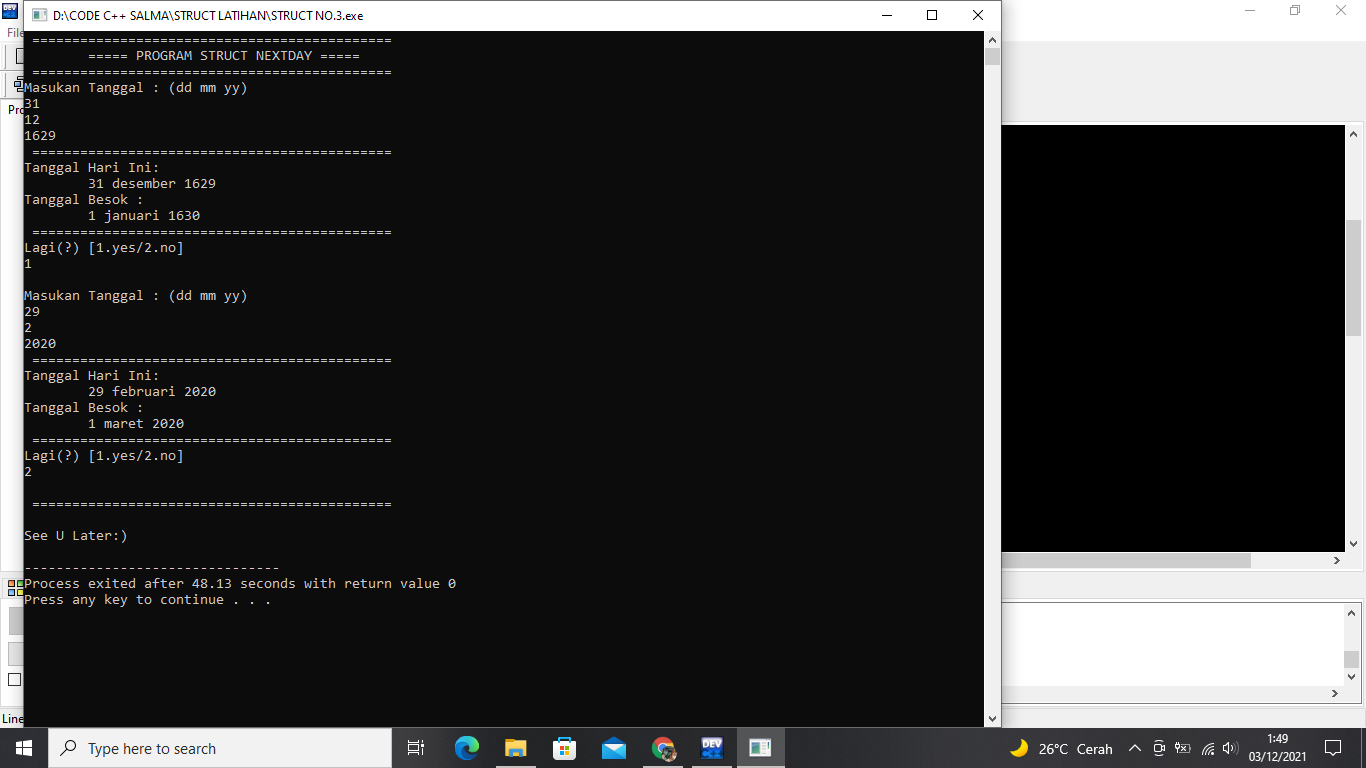 D:\CODE C++ SALMA\STRUCT LATIHAN\STRUCT NO.3.exe
DEV
File
=============================================
===== PROGRAM STRUCT NEXTDAY =====
=============================================
Masukan Tanggal : (dd mm yy)
31
12
1629
=============================================
Tanggal Hari Ini:
31 desember 1629
Tanggal Besok :
1 januari 1630
=============================================
Lagi(?) [1.yes/2.no]
1
Masukan Tanggal : (dd mm yy)
29
2
2020
=============================================
Tanggal Hari Ini:
29 februari 2020
Tanggal Besok :
1 maret 2020
=============================================
Lagi(?) [1.yes/2.no]
2
=============================================
See U Later:)
--------------------------------
Process exited after 48.13 seconds with return value 0
Press any key to continue . . .
Line
Type here to search
DEV
26°C Cerah
1:49
03/12/2021